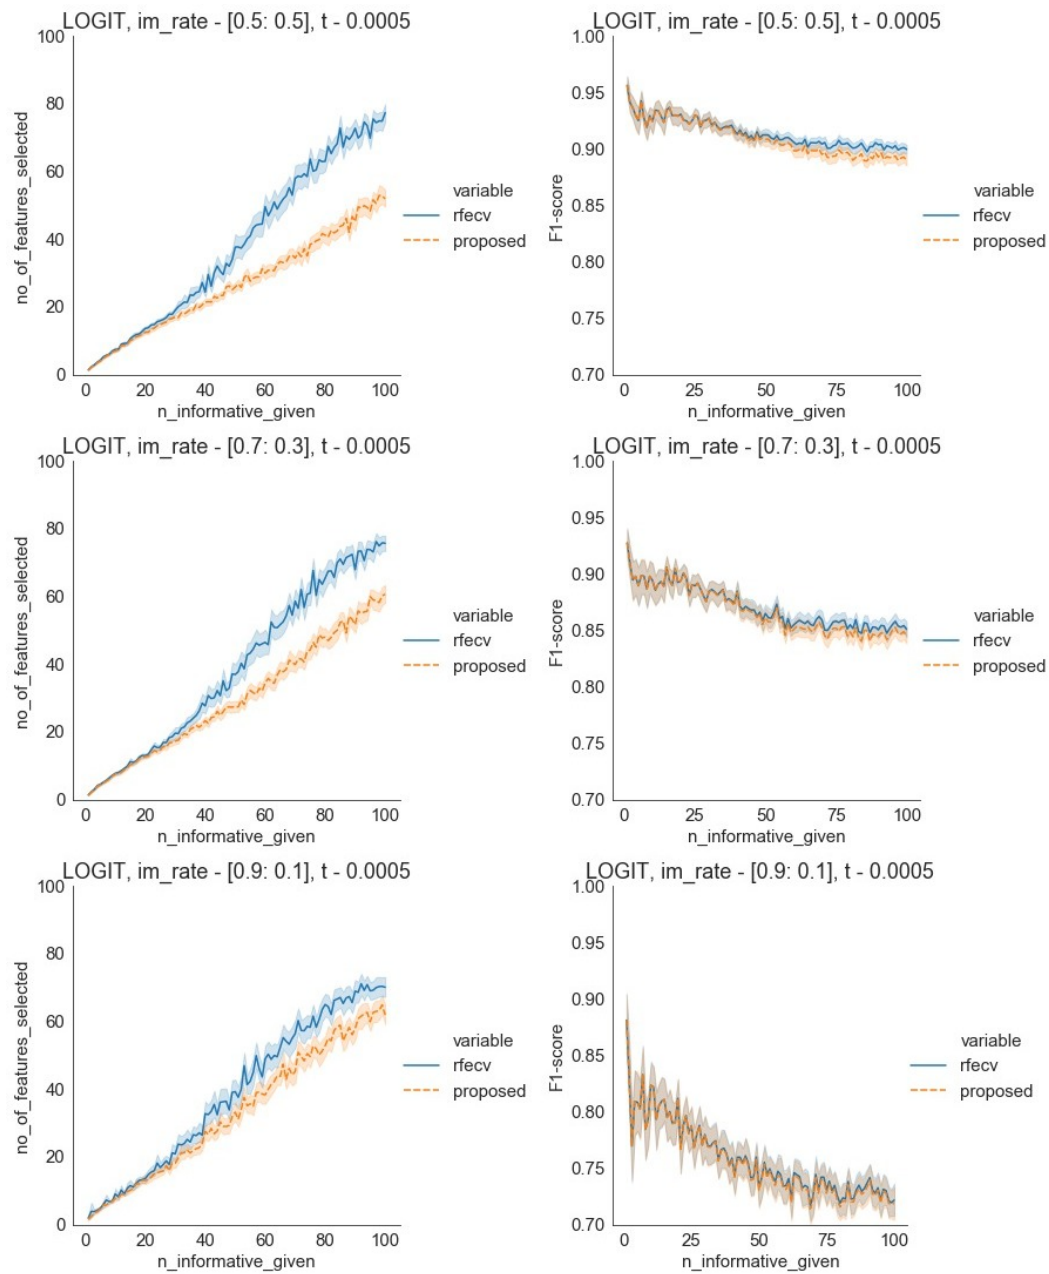 LOGIT, im_rate - [0.5: 0.5], t - 0.0005
100
80
60
40
20
0
no_of_features_selected
0 20 40 60 80 100
n_informative_given
variable
rfecv
proposed
LOGIT, im_rate - [0.5: 0.5], t - 0.0005
1.00
0.95
0.90
0.85
0.80
0.75
0.70
F1-score
0 25 50 75 100
n_informative_given
variable
rfecv
proposed
LOGIT, im_rate - [0.7: 0.3], t - 0.0005
100
80
60
40
20
0
no_of_features_selected
0 20 40 60 80 100
n_informative_given
variable
rfecv
proposed
LOGIT, im_rate - [0.7: 0.3], t - 0.0005
1.00
0.95
0.90
0.85
0.80
0.75
0.70
F1-score
0 25 50 75 100
n_informative_given
variable
rfecv
proposed
LOGIT, im_rate - [0.9: 0.1], t - 0.0005
100
80
60
40
20
0
no_of_features_selected
0 20 40 60 80 100
n_informative_given
variable
rfecv
proposed
LOGIT, im_rate - [0.9: 0.1], t - 0.0005
1.00
0.95
0.90
0.85
0.80
0.75
0.70
F1-score
0 25 50 75 100
n_informative_given
variable
rfecv
proposed